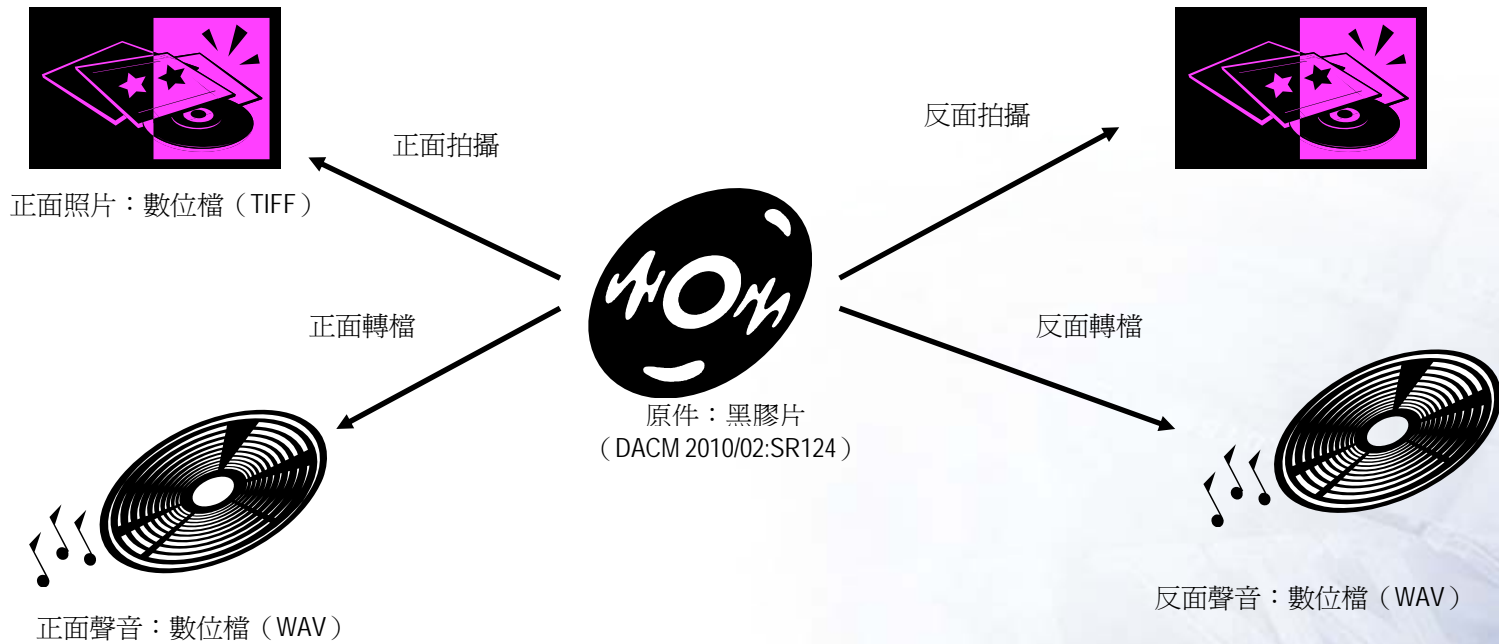 反面拍攝
正面拍攝
正面照片：數位檔（TIFF）
正面轉檔
反面轉檔
原件：黑膠片
（DACM 2010/02:SR124）
反面聲音：數位檔（WAV）
正面聲音：數位檔（WAV）